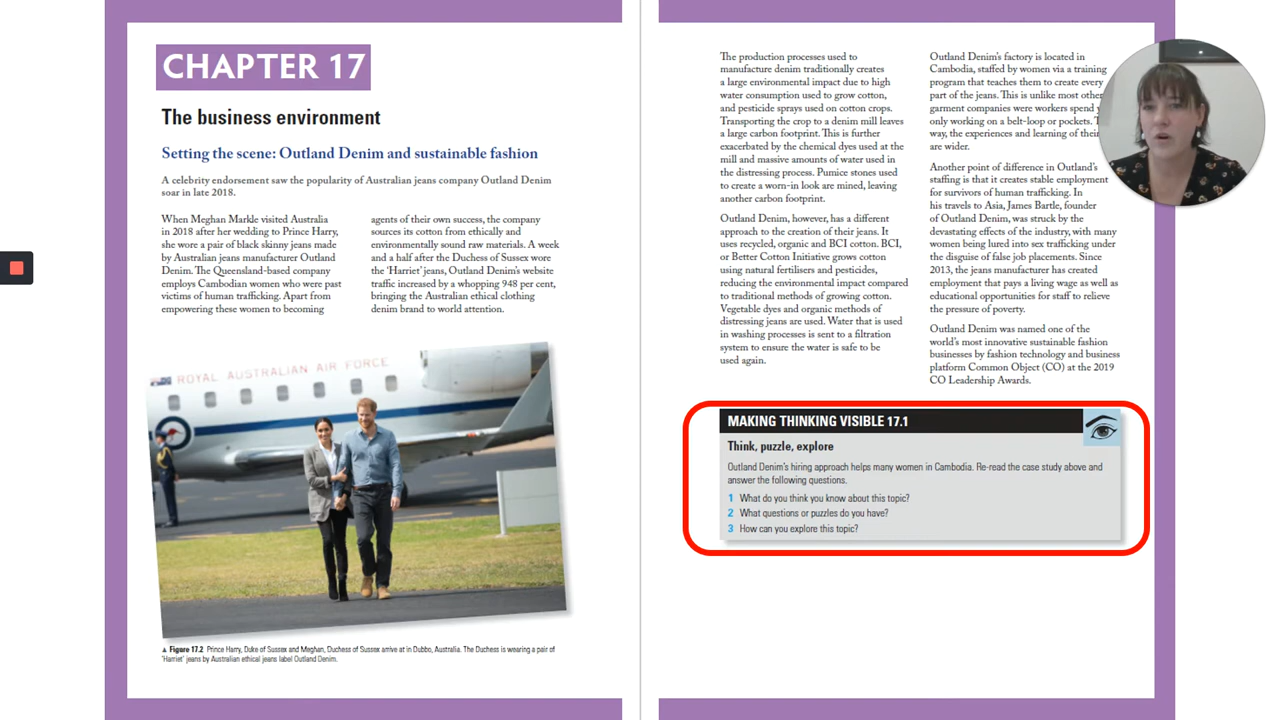 CHAPTER 17
The business environment
Setting the scene: Outland Denim and sustainable fashion
A celebrity endorsement saw the popularity of Australian jeans company Outland Denim
soar in late 2018.
When Meghan Markle visited Australia
in 2018 after her wedding to Prince Harry,
she wore a pair of black skinny jeans made
by Australian jeans manufacturer Outland
Denim. The Queensland-based company
employs Cambodian women who were past
victims of human trafficking. Apart from
empowering these women to becoming
agents of their own success, the company
sources its cotton from ethically and
environmentally sound raw materials. A week
and a half after the Duchess of Sussex wore
the 'Harriet' jeans, Outland Denim's website
traffic increased by a whopping 948 per cent,
bringing the Australian ethical clothing
denim brand to world attention.
ROYAL AUSTRALIAN AIR FORCE
▲ Figure 17.2 Prince Harry, Duke of Sussex and Meghan, Duchess of Sussex arrive at in Dubbo, Australia. The Duchess is wearing a pair of
'Harriet' jeans by Australian ethical jeans label Outland Denim.
The production processes used to
manufacture denim traditionally creates
a large environmental impact due to high
water consumption used to grow cotton,
and pesticide sprays used on cotton crops.
Transporting the crop to a denim mill leaves
a large carbon footprint. This is further
exacerbated by the chemical dyes used at the
mill and massive amounts of water used in
the distressing process. Pumice stones used
to create a worn-in look are mined, leaving
another carbon footprint.
Outland Denim, however, has a different
approach to the creation of their jeans. It
uses recycled, organic and BCI cotton. BCI,
or Better Cotton Initiative grows cotton
using natural fertilisers and pesticides,
reducing the environmental impact compared
to traditional methods of growing cotton.
Vegetable dyes and organic methods of
distressing jeans are used. Water that is used
in washing processes is sent to a filtration
system to ensure the water is safe to be
used again.
Outland Denim's factory is located in
Cambodia, staffed by women via a training
program that teaches them to create every
part of the jeans. This is unlike most other
garment companies were workers spend
only working on a belt-loop or pockets.
way, the experiences and learning of their
are wider.
Another point of difference in Outland's
staffing is that it creates stable employment
for survivors of human trafficking. In
his travels to Asia, James Bartle, founder
of Outland Denim, was struck by the
devastating effects of the industry, with many
women being lured into sex trafficking under
the disguise of false job placements. Since
2013, the jeans manufacturer has created
employment that pays a living wage as well as
educational opportunities for staff to relieve
the pressure of poverty.
Outland Denim was named one of the
world's most innovative sustainable fashion
businesses by fashion technology and business
platform Common Object (CO) at the 2019
CO Leadership Awards.
MAKING THINKING VISIBLE 17.1
Think, puzzle, explore
Outland Denim's hiring approach helps many women in Cambodia. Re-read the case study above and
answer the following questions.
1 What do you think you know about this topic?
2 What questions or puzzles do you have?
3 How can you explore this topic?